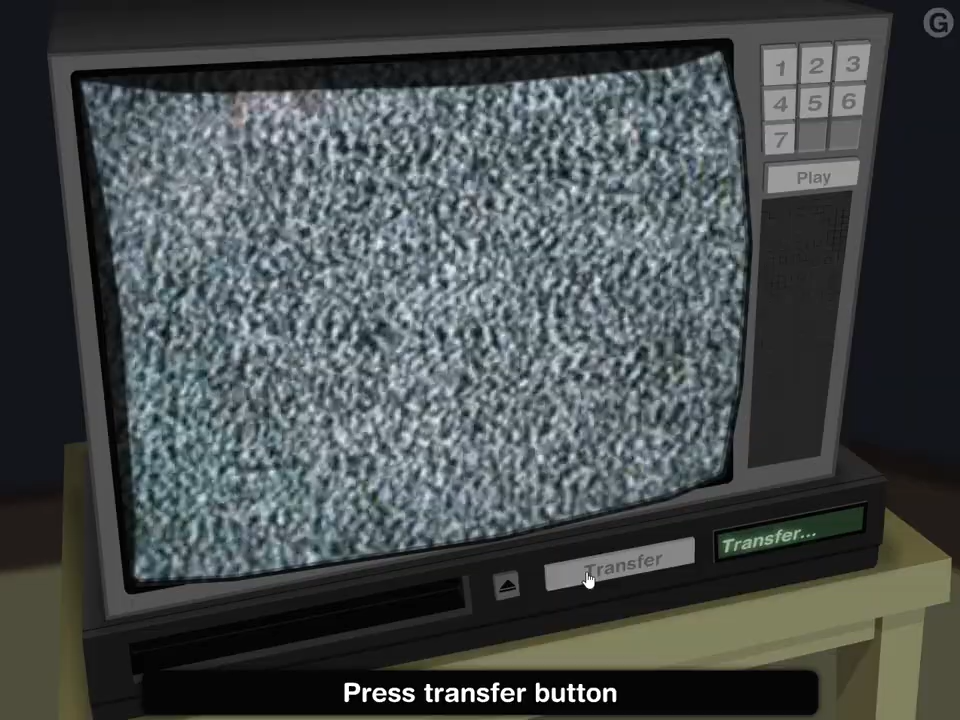 G
1 2 3
4 5 6
7
Play
Transfer...
Transfer
Press transfer button